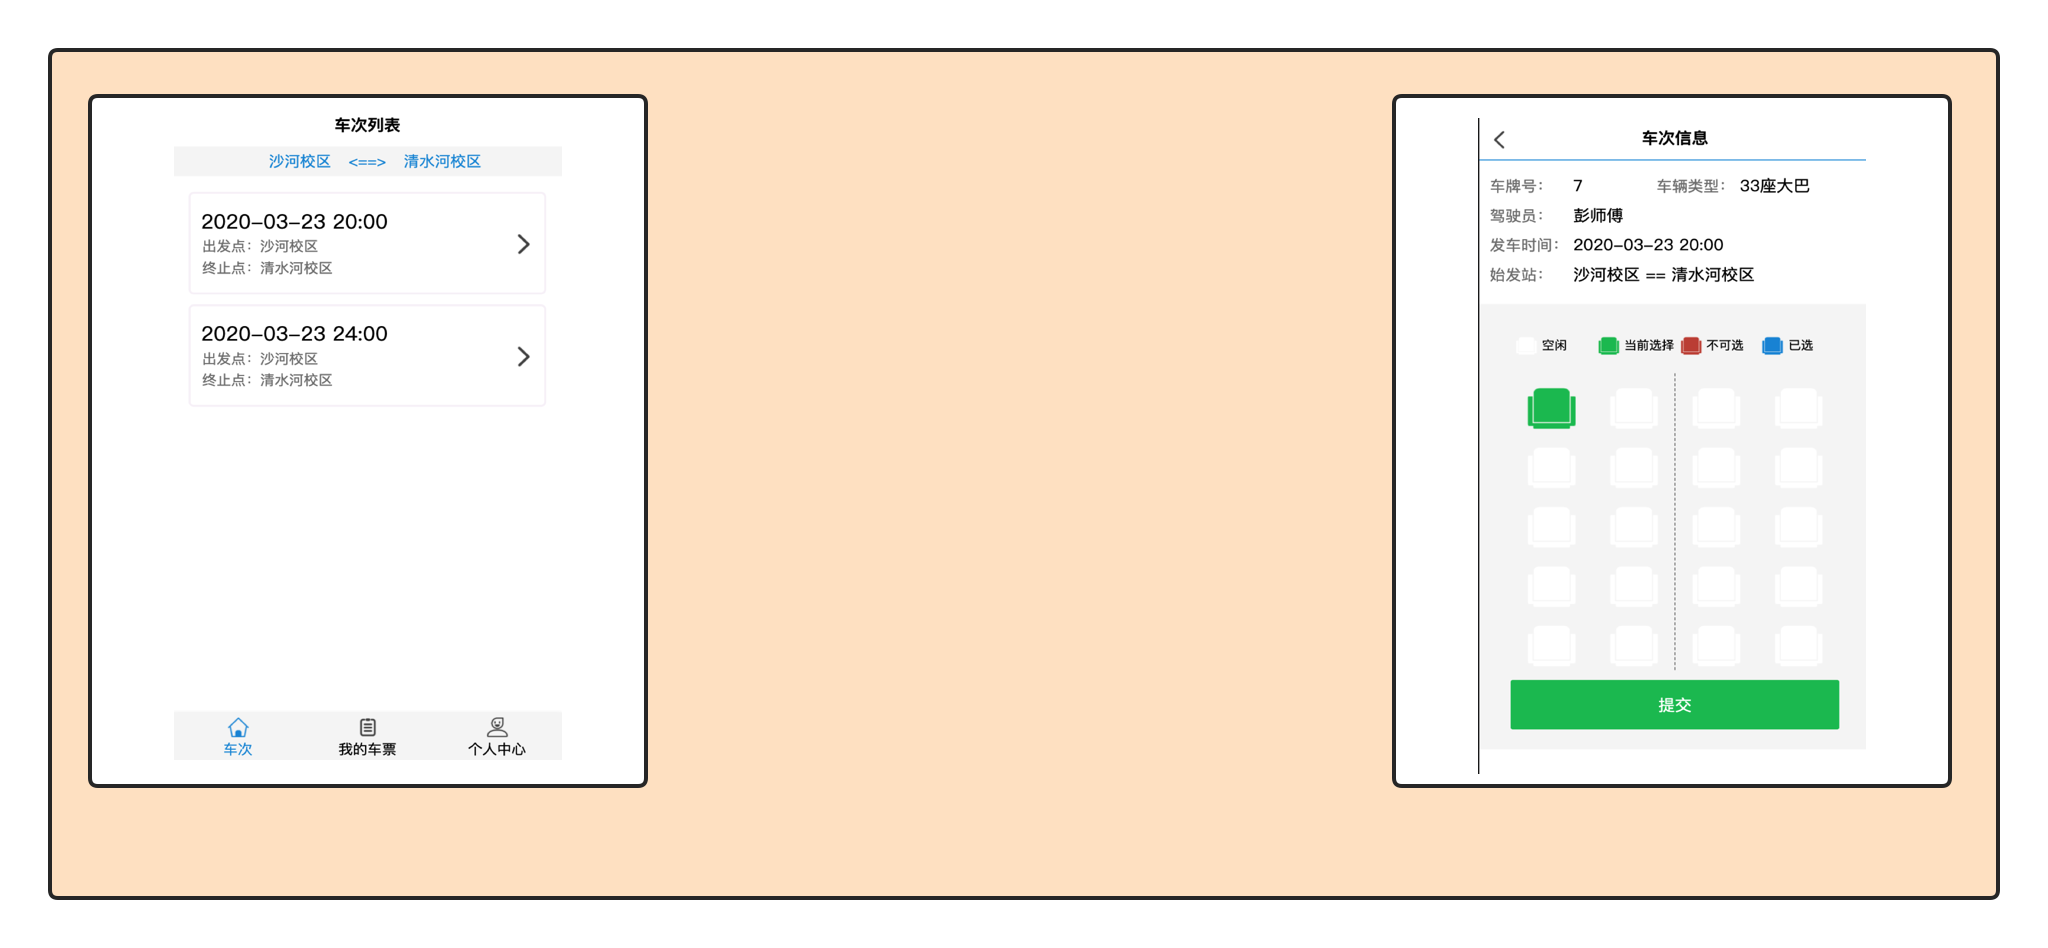 车次列表
沙河校区 <==> 清水河校区
2020-03-23 20:00
出发点：沙河校区
终止点：清水河校区
2020-03-23 24:00
出发点：沙河校区
终止点：清水河校区
车次 我的车票 个人中心
车次信息
车牌号： 7 车辆类型： 33座大巴
驾驶员： 彭师傅
发车时间： 2020-03-23 20:00
始发站： 沙河校区 == 清水河校区
空闲 当前选择 不可选 已选
提交